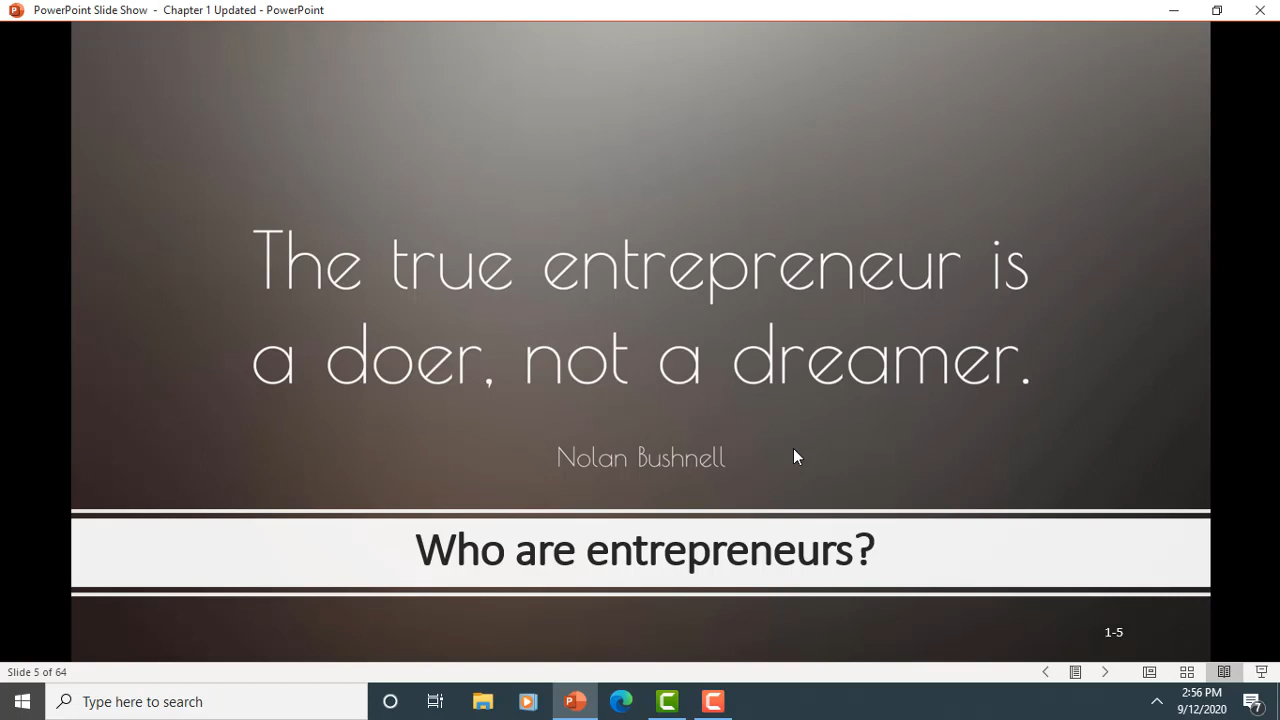 PowerPoint Slide Show - Chapter 1 Updated - PowerPoint
The true entrepreneur is
a doer, not a dreamer.
Nolan Bushnell
Who are entrepreneurs?
1-5
Slide 5 of 64
Type here to search
2:56 PM
9/12/2020
7